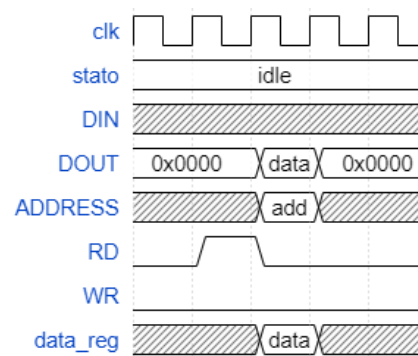 clk
stato idle
DIN
DOUT 0x0000 data 0x0000
ADDRESS add
RD
WR
data_reg data